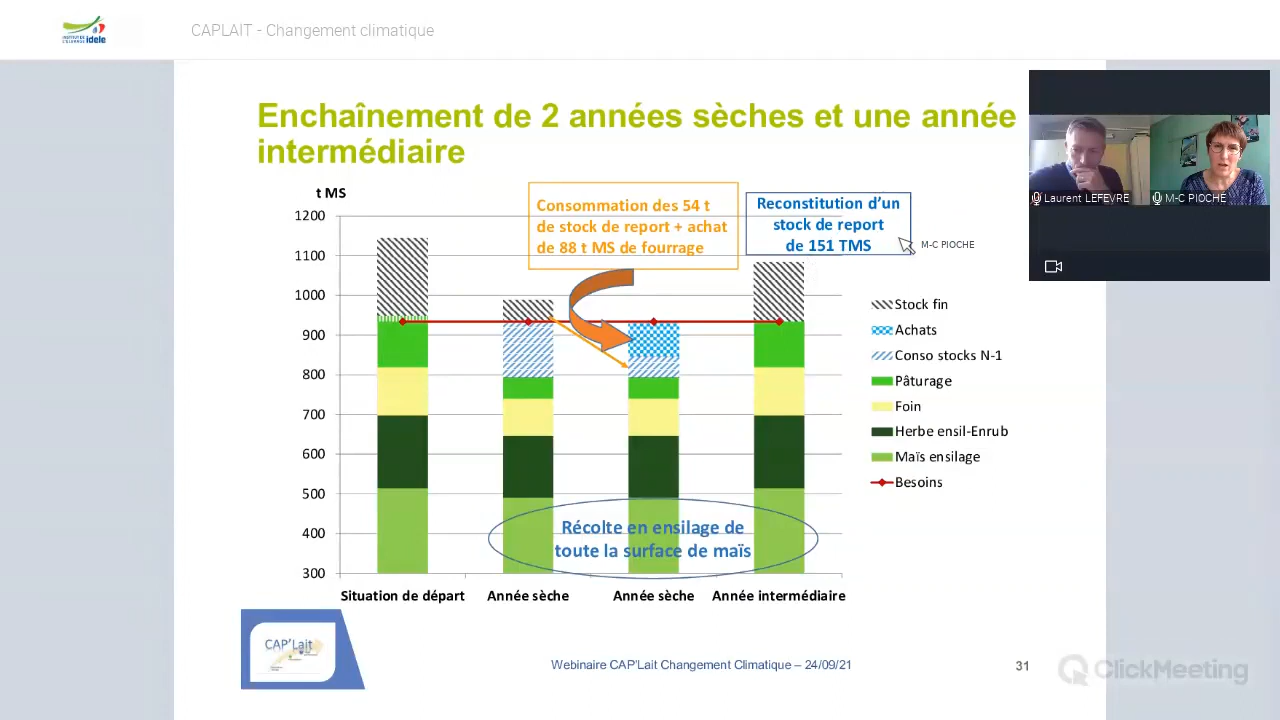 INSTITUT DE
L'ELEVAGE idele
CAPLAIT - Changement climatique
Enchaînement de 2 années sèches et une année
intermédiaire
t MS
1200
1100
1000
900
800
700
600
500
400
300
Consommation des 54 t
de stock de report + achat
de 88 t MS de fourrage
Reconstitution d'un
stock de report
de 151 TMS
M-C PIOCHE
Laurent LEFEVRE
M-C PIOCHE
Stock fin
Achats
Conso stocks N-1
Pâturage
Foin
Herbe ensil-Enrub
Maïs ensilage
Besoins
Récolte en ensilage de
toute la surface de maïs
Situation de départ
Année sèche
Année sèche
Année intermédiaire
CAP'Lait
Webinaire CAP'Lait Changement Climatique – 24/09/21
31
ClickMeeting